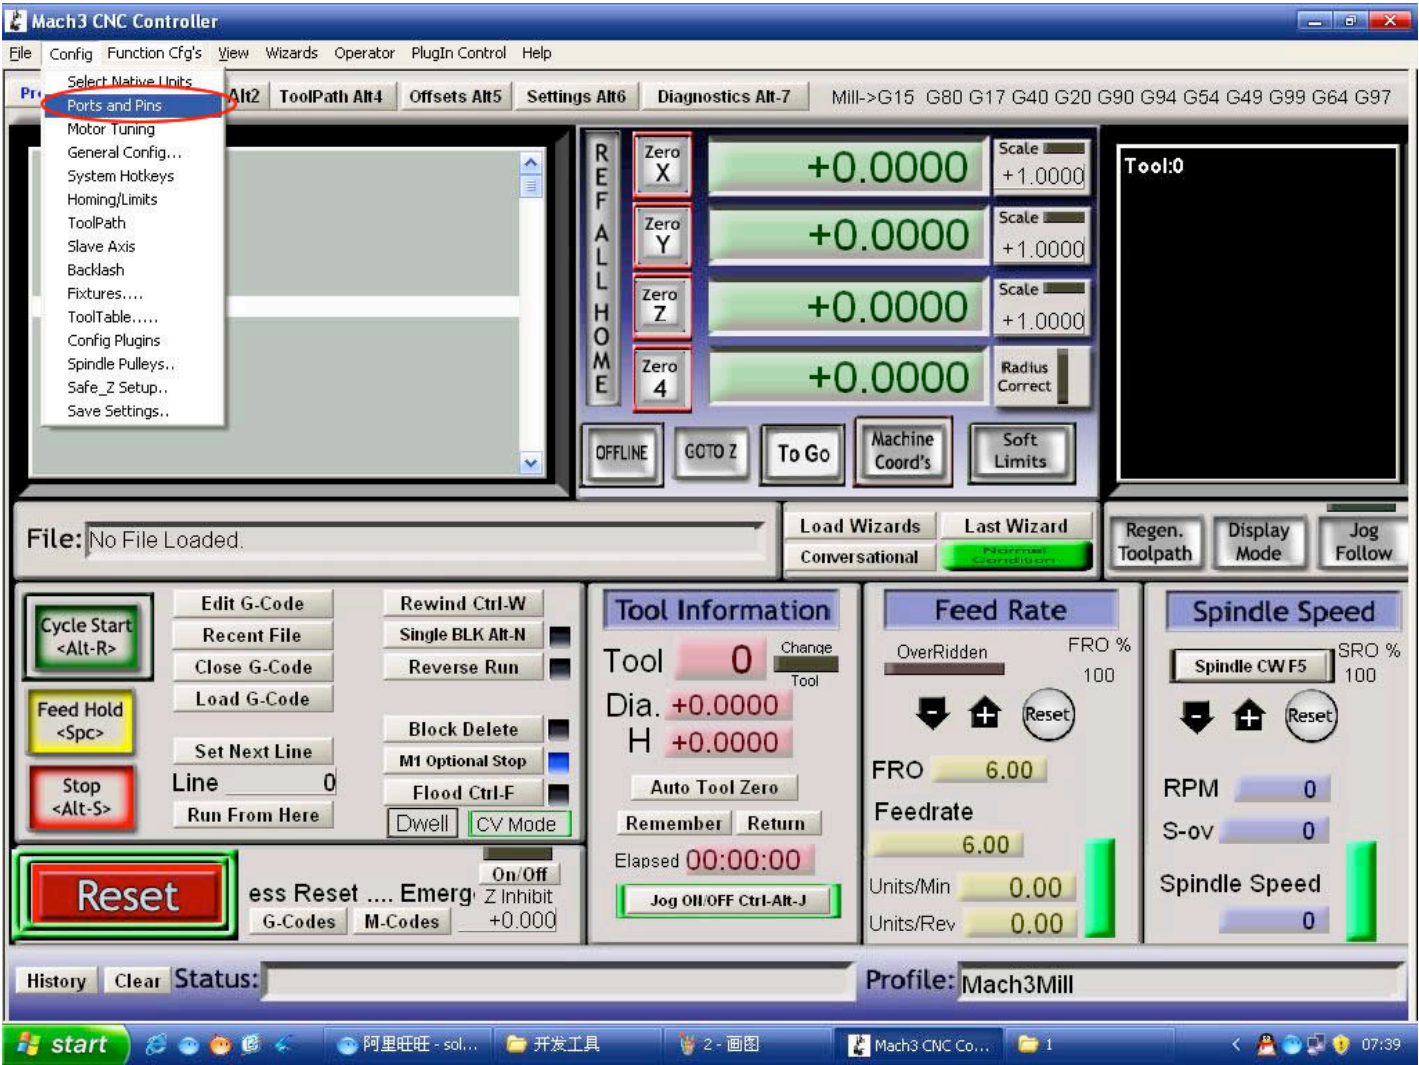 Mach3 CNC Controller
File Config Function Cfg's View Wizards Operator PlugIn Control Help
Select Native Units
Ports and Pins
Motor Tuning
General Config...
System Hotkeys
Homing/Limits
ToolPath
Slave Axis
Backlash
Fixtures....
ToolTable.....
Config Plugins
Spindle Pulleys..
Safe_Z Setup..
Save Settings..
Alt2 ToolPath Alt4 Offsets Alt5 Settings Alt6 Diagnostics Alt-7 Mill->G15 G80 G17 G40 G20 G90 G94 G54 G49 G99 G64 G97
REF ALL HOME
Zero X +0.0000 Scale +1.0000
Zero Y +0.0000 Scale +1.0000
Zero Z +0.0000 Scale +1.0000
Zero 4 +0.0000 Radius Correct
OFFLINE GOTO Z To Go Machine Coord's Soft Limits
Tool:0
File: No File Loaded.
Load Wizards Last Wizard
Conversational Normal Condition
Regen. Toolpath Display Mode Jog Follow
Cycle Start <Alt-R>
Feed Hold <Spc>
Stop <Alt-S>
Edit G-Code
Recent File
Close G-Code
Load G-Code
Set Next Line
Line 0
Run From Here
Rewind Ctrl-W
Single BLK Alt-N
Reverse Run
Block Delete
M1 Optional Stop
Flood Ctrl-F
Dwell CV Mode
Reset
ess Reset .... Emerg
G-Codes M-Codes
On/Off
Z Inhibit
+0.000
Tool Information
Tool 0 Change Tool
Dia. +0.0000
H +0.0000
Auto Tool Zero
Remember Return
Elapsed 00:00:00
Jog ON/OFF Ctrl-Alt-J
Feed Rate
OverRidden FRO % 100
Reset
FRO 6.00
Feedrate
6.00
Units/Min 0.00
Units/Rev 0.00
Spindle Speed
Spindle CW F5 SRO % 100
Reset
RPM 0
S-ov 0
Spindle Speed
0
History Clear Status: Profile: Mach3Mill
start 阿里旺旺 - sol... 开发工具 2 - 画图 Mach3 CNC Co... 1 07:39